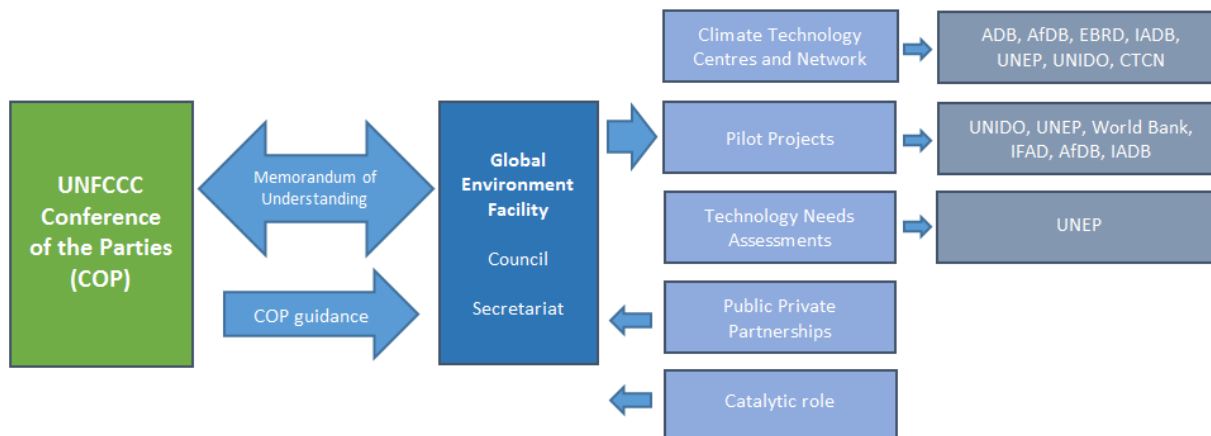 UNFCCC
Conference
of the Parties
(COP)
Memorandum of
Understanding
COP guidance
Global
Environment
Facility
Council
Secretariat
Climate Technology
Centres and Network
ADB, AfDB, EBRD, IADB,
UNEP, UNIDO, CTCN
Pilot Projects
UNIDO, UNEP, World Bank,
IFAD, AfDB, IADB
Technology Needs
Assessments
UNEP
Public Private
Partnerships
Catalytic role